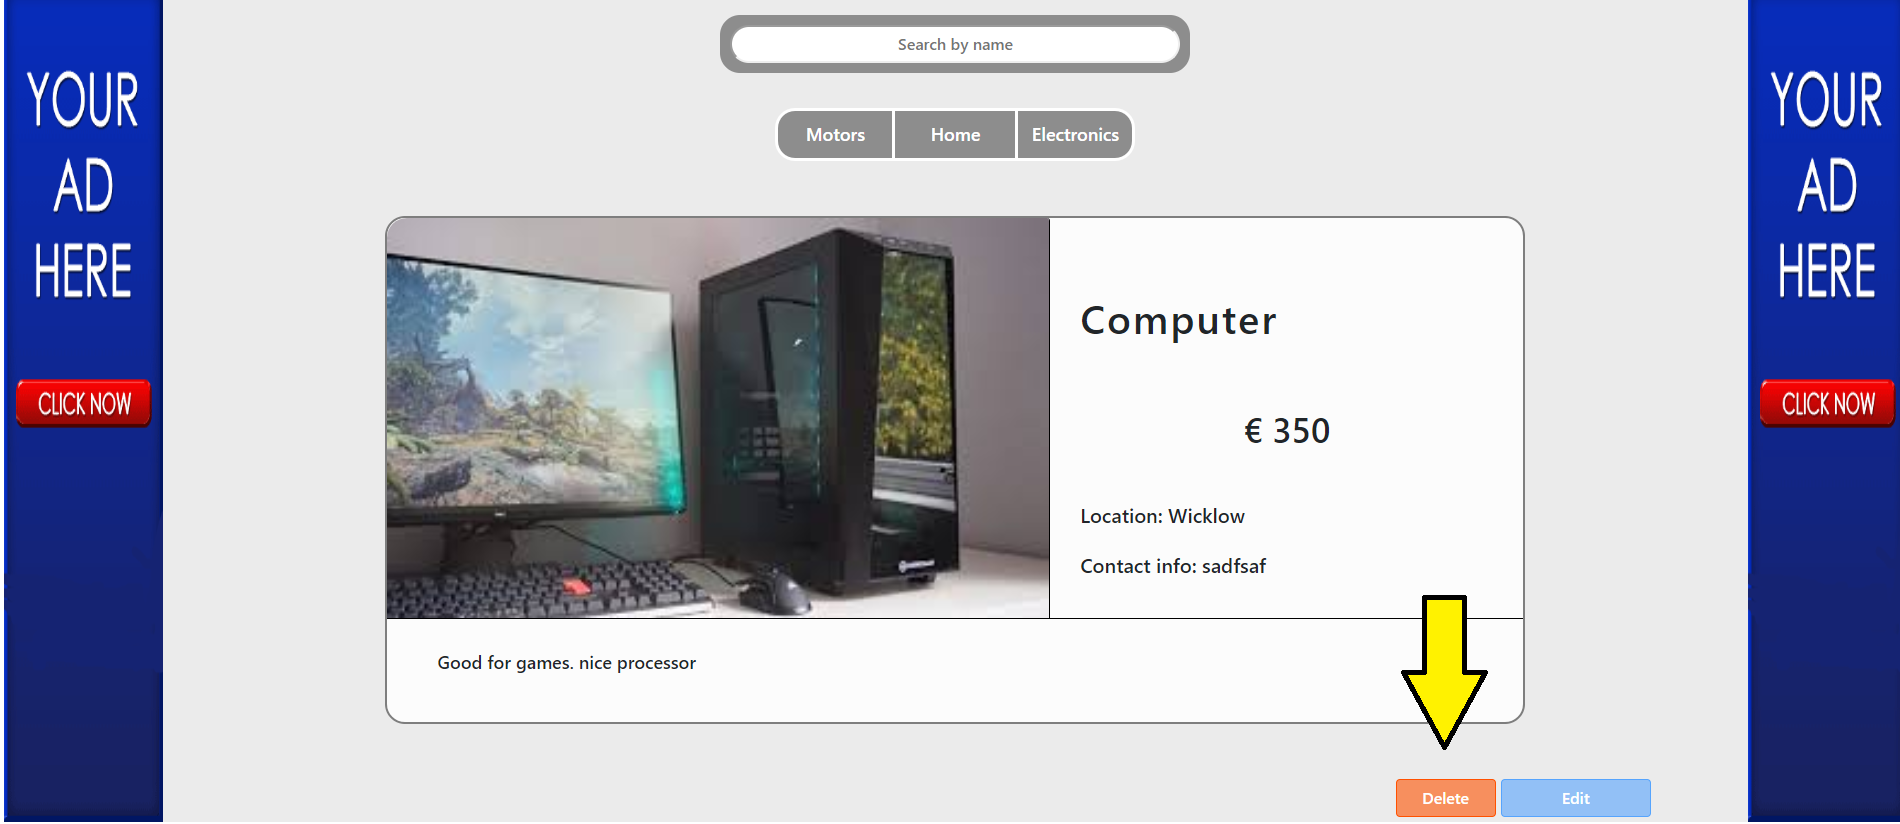 YOUR
AD
HERE
CLICK NOW
Search by name
Motors
Home
Electronics
Computer
€ 350
Location: Wicklow
Contact info: sadfsaf
Good for games. nice processor
Delete
Edit
YOUR
AD
HERE
CLICK NOW